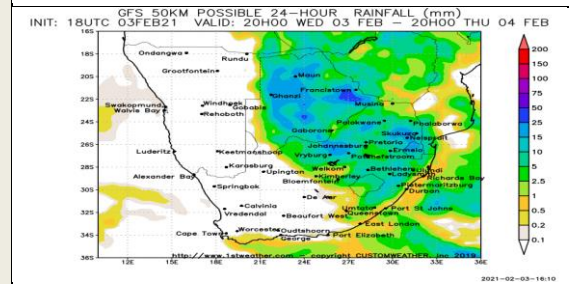 GFS 50KM POSSIBLE 24-HOUR RAINFALL (mm)
INIT: 18UTC 03FEB21 VALID: 20H00 WED 03 FEB - 20H00 THU 04 FEB
16S
18S
20S
22S
24S
26S
28S
30S
32S
34S
36S
Ondangwa
Rundu
Grootfontein
Maun
Ghanzi
Francistown
Swakopmund
Windhoek
Gobabis
Musina
Walvis Bay
Rehoboth
Polokwane
Phalaborwa
Gaborone
Skukuza
Nelspruit
Johannesburg
Pretoria
Luderitz
Keetmanshoop
Vryburg
Potchefstroom
Ermelo
Karasburg
Welkom
Bethlehem
Alexander Bay
Upington
Kimberley
Ladysmith
Richards Bay
Springbok
Bloemfontein
Pietermaritzburg
Durban
De Aar
Calvinia
Umtata
Port St Johns
Vredendal
Beaufort West
Queenstown
East London
Cape Town
Worcester
Oudtshoorn
George
Port Elizabeth
http://www.1stweather.com - copyright CUSTOMWEATHER, inc 2019
12E
15E
18E
21E
24E
27E
30E
33E
36E
200
150
100
75
50
25
15
10
5
2.5
1
0.5
0.2
0.1
2021-02-03-16:10